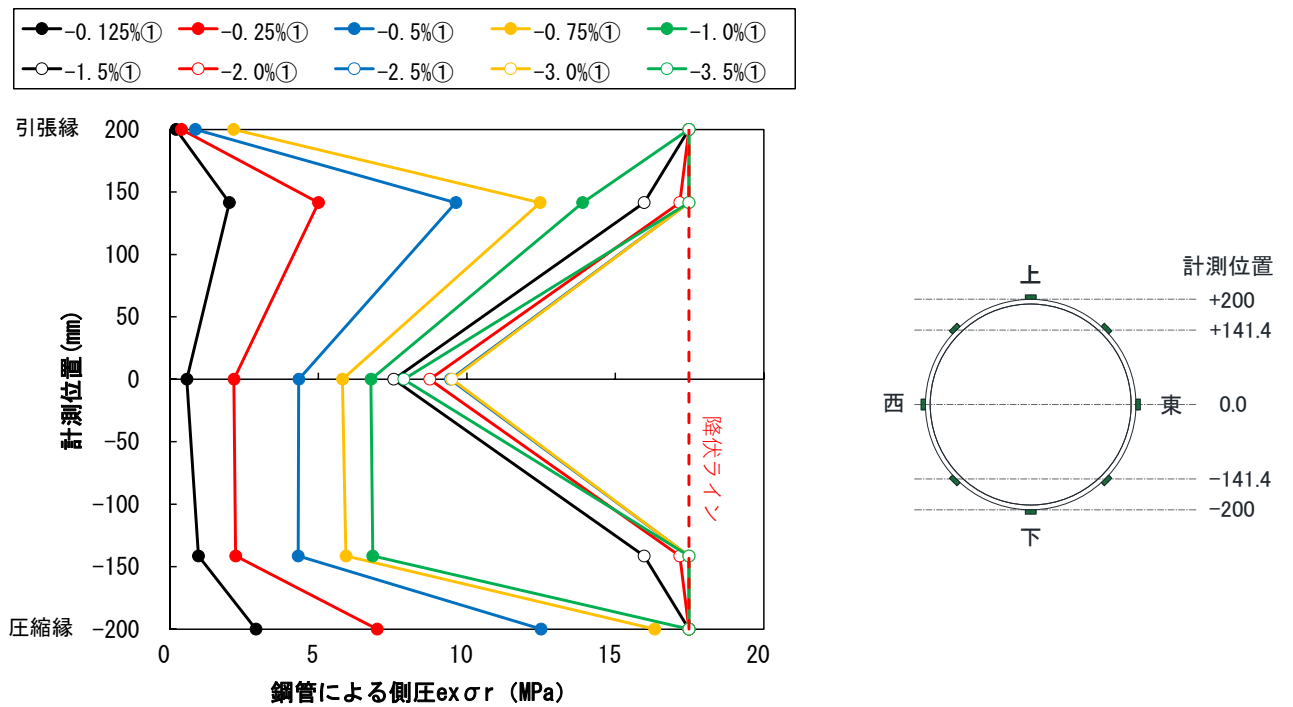 -0.125%① -0.25%① -0.5%① -0.75%① -1.0%①
-1.5%① -2.0%① -2.5%① -3.0%① -3.5%①
引張縁 200
150
100
50
0
-50
-100
-150
圧縮縁 -200
計測位置(mm)
0 5 10 15 20
鋼管による側圧exσr (MPa)
降伏ライン
計測位置
上
+200
+141.4
西 東 0.0
-141.4
-200
下